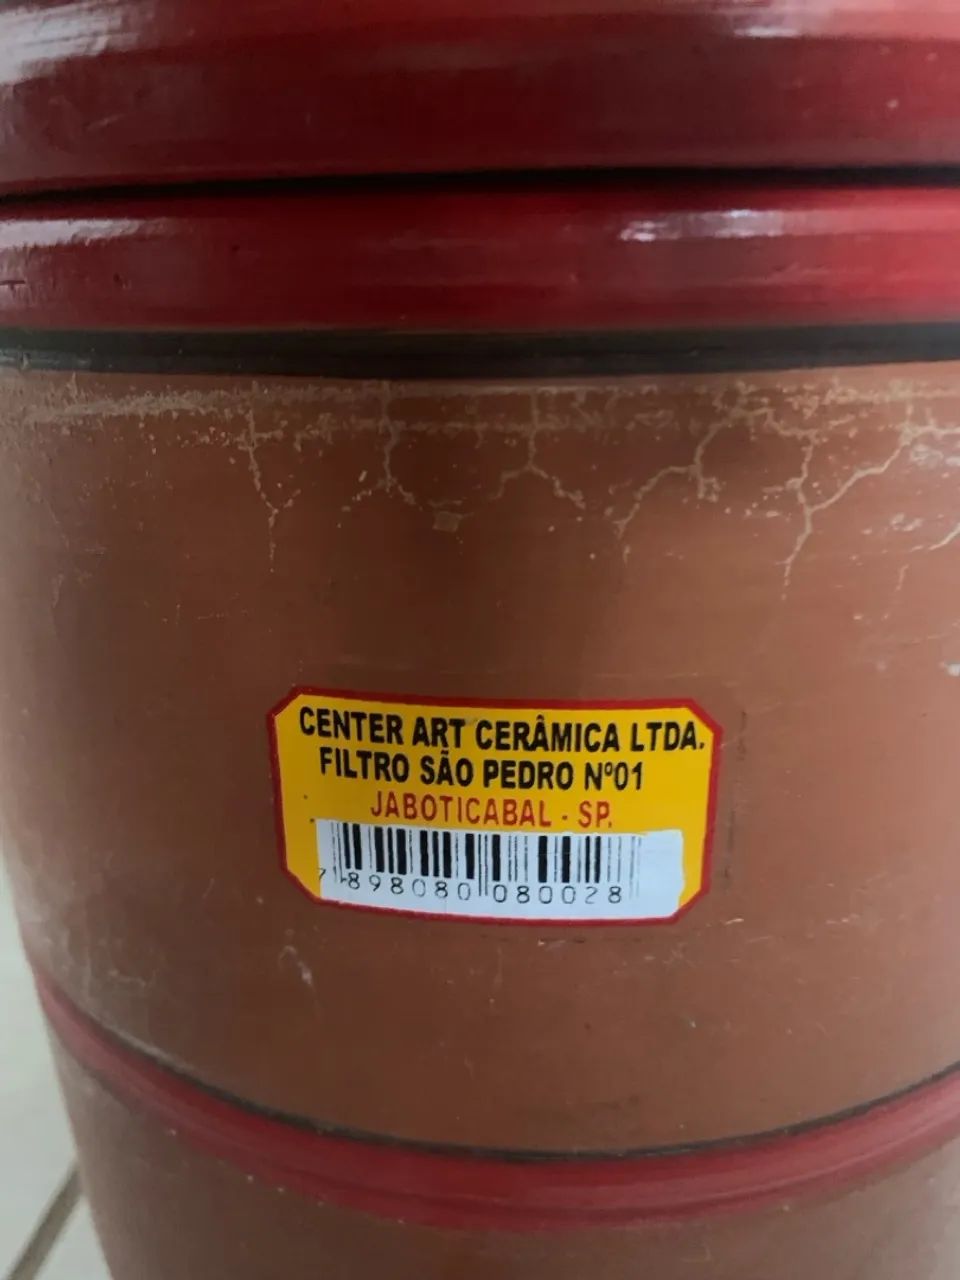 CENTER ART CERÂMICA LTDA.
FILTRO SÃO PEDRO Nº01
JABOTICABAL - SP.
7 898080 080028